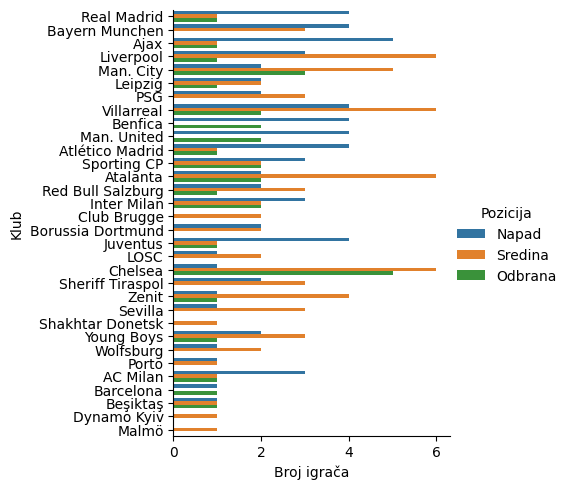 Real Madrid
Bayern Munchen
Ajax
Liverpool
Man. City
Leipzig
PSG
Villarreal
Benfica
Man. United
Atlético Madrid
Sporting CP
Atalanta
Red Bull Salzburg
Inter Milan
Club Brugge
Borussia Dortmund
Juventus
LOSC
Chelsea
Sheriff Tiraspol
Zenit
Sevilla
Shakhtar Donetsk
Young Boys
Wolfsburg
Porto
AC Milan
Barcelona
Beşiktaş
Dynamo Kyiv
Malmö
Klub
0 2 4 6
Broj igrača
Pozicija
Napad
Sredina
Odbrana